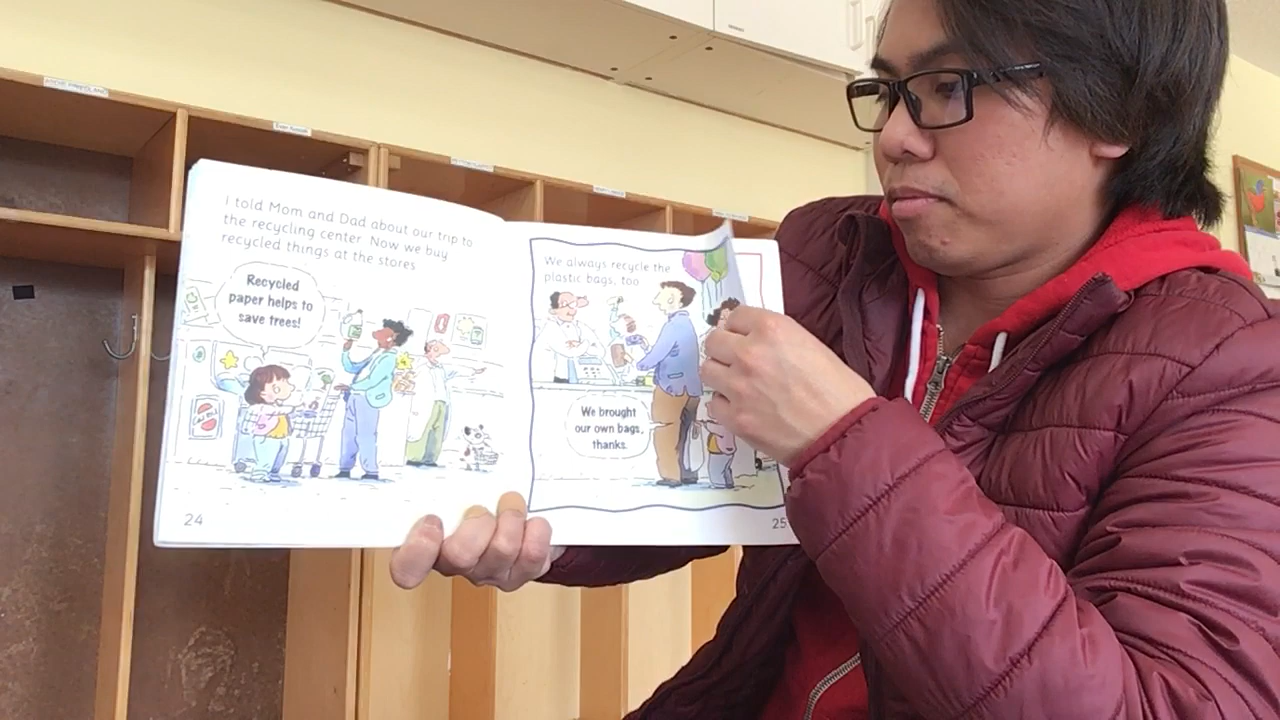 I told Mom and Dad about our trip to
the recycling center. Now we buy
recycled things at the stores
Recycled
paper helps to
save trees!
24
We always recycle the
plastic bags, too
We brought
our own bags,
thanks.
25